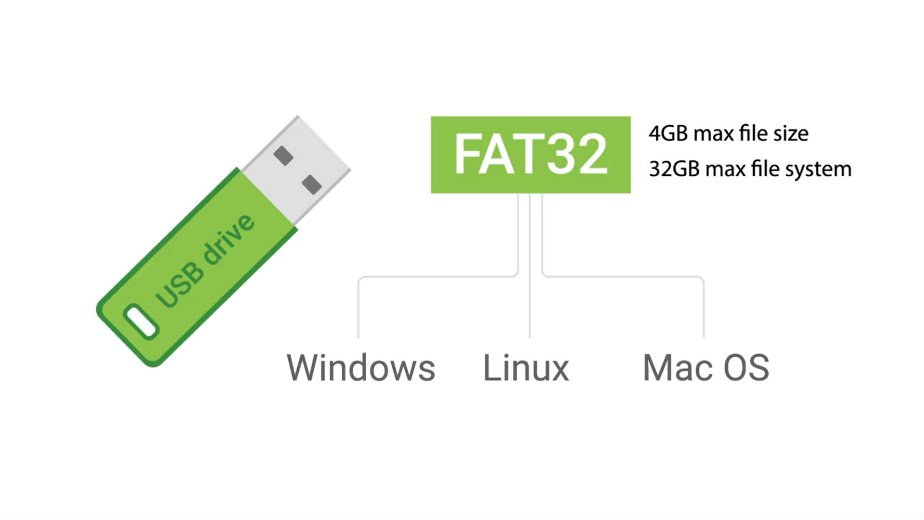 USB drive
FAT32
4GB max file size
32GB max file system
Windows
Linux
Mac OS